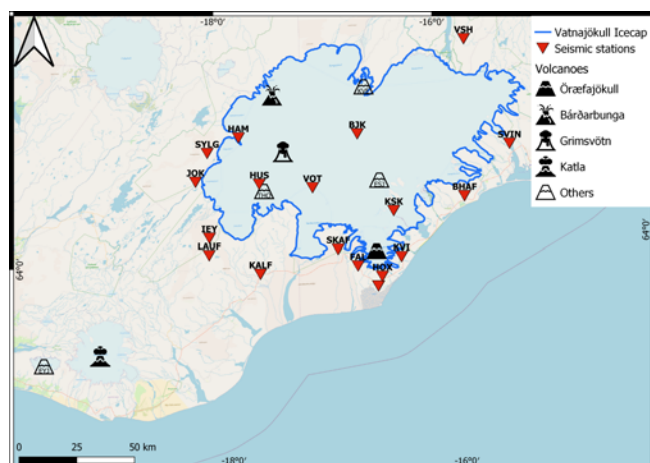 -18°0'
-16°0'
VSH
Vatnajökull Icecap
Seismic stations
Volcanoes
Öræfajökull
Bárðarbunga
Grimsvötn
Katla
Others
HAM
BJK
SYLG
SVIN
JOK
HUS
VOT
BHAF
KSK
IEY
LAUF
SKAF
KVI
FAL
HOK
KALF
64°0'
64°0'
0
25
50 km
-18°0'
-16°0'